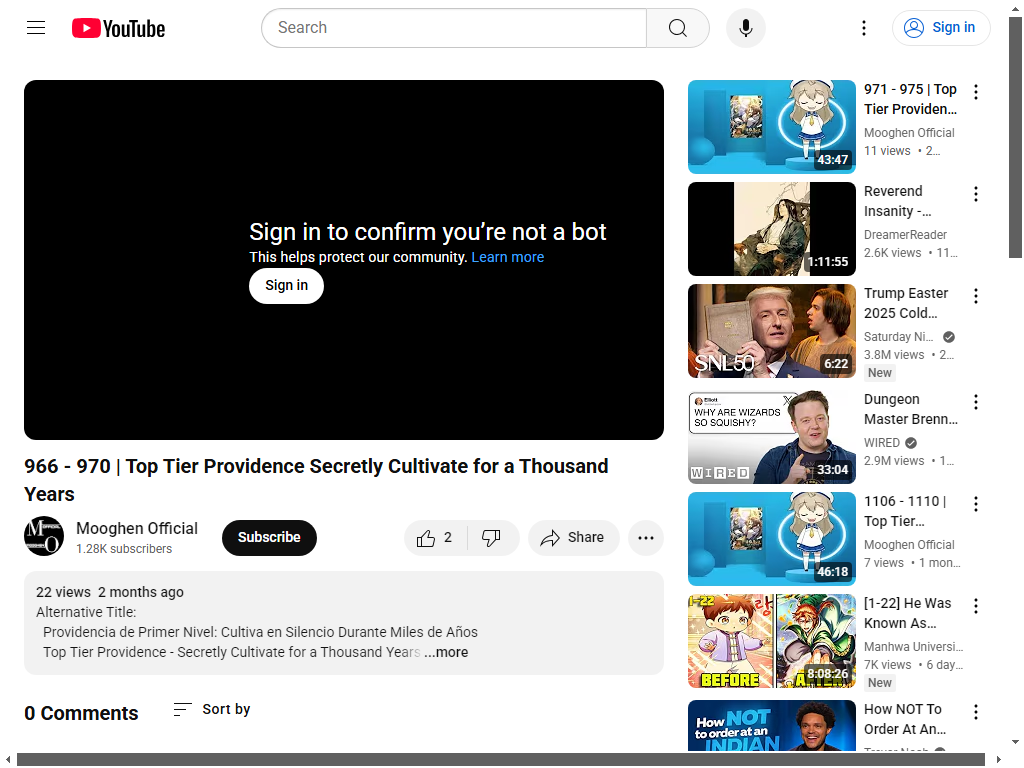 YouTube
Search
Sign in
Sign in to confirm you’re not a bot
This helps protect our community. Learn more
Sign in
966 - 970 | Top Tier Providence Secretly Cultivate for a Thousand
Years
Mooghen Official
1.28K subscribers
Subscribe
2
Share
22 views 2 months ago
Alternative Title:
Providencia de Primer Nivel: Cultiva en Silencio Durante Miles de Años
Top Tier Providence - Secretly Cultivate for a Thousand Years ...more
0 Comments
Sort by
43:47
971 - 975 | Top
Tier Providen...
Mooghen Official
11 views • 2...
1:11:55
Reverend
Insanity -...
DreamerReader
2.6K views • 11...
SNL50
6:22
Trump Easter
2025 Cold...
Saturday Ni...
3.8M views • 2...
New
Elliott
WHY ARE WIZARDS
SO SQUISHY?
WIRED
33:04
Dungeon
Master Brenn...
WIRED
2.9M views • 1...
46:18
1106 - 1110 |
Top Tier...
Mooghen Official
7 views • 1 mon...
1-22
BEFORE
AFTER
8:08:26
[1-22] He Was
Known As...
Manhwa Universi...
7K views • 6 day...
New
How NOT
to order at an
INDIAN
How NOT To
Order At An...
Trevor Noah